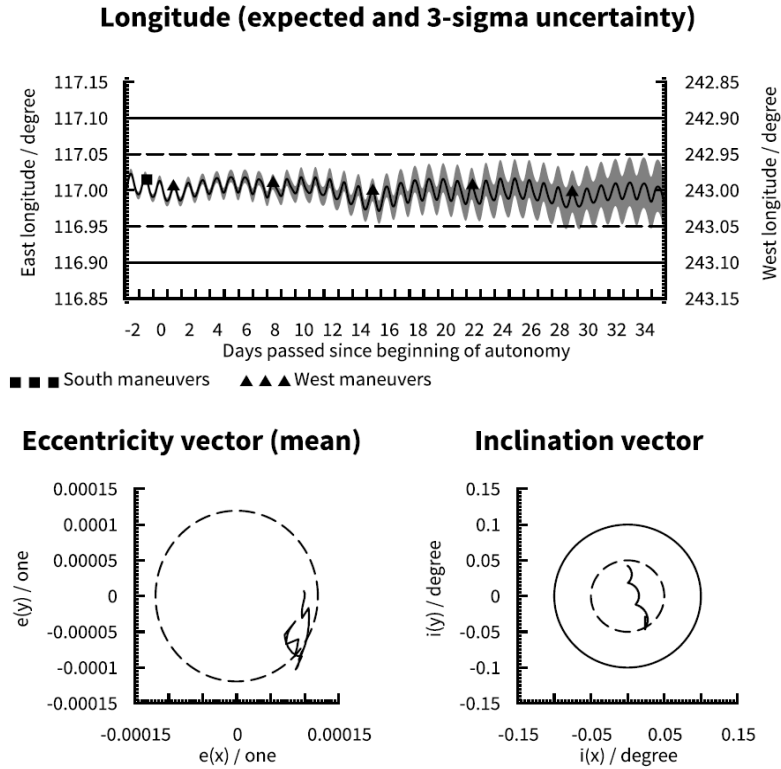 Longitude (expected and 3-sigma uncertainty)
East longitude / degree
117.15
117.10
117.05
117.00
116.95
116.90
116.85
242.85
242.90
242.95
243.00
243.05
243.10
243.15
West longitude / degree
-2 0 2 4 6 8 10 12 14 16 18 20 22 24 26 28 30 32 34
Days passed since beginning of autonomy
South maneuvers West maneuvers
Eccentricity vector (mean)
e(y) / one
0.00015
0.0001
0.00005
0
-0.00005
-0.0001
-0.00015
-0.00015 0 0.00015
e(x) / one
Inclination vector
i(y) / degree
0.15
0.1
0.05
0
-0.05
-0.1
-0.15
-0.15 -0.05 0.05 0.15
i(x) / degree